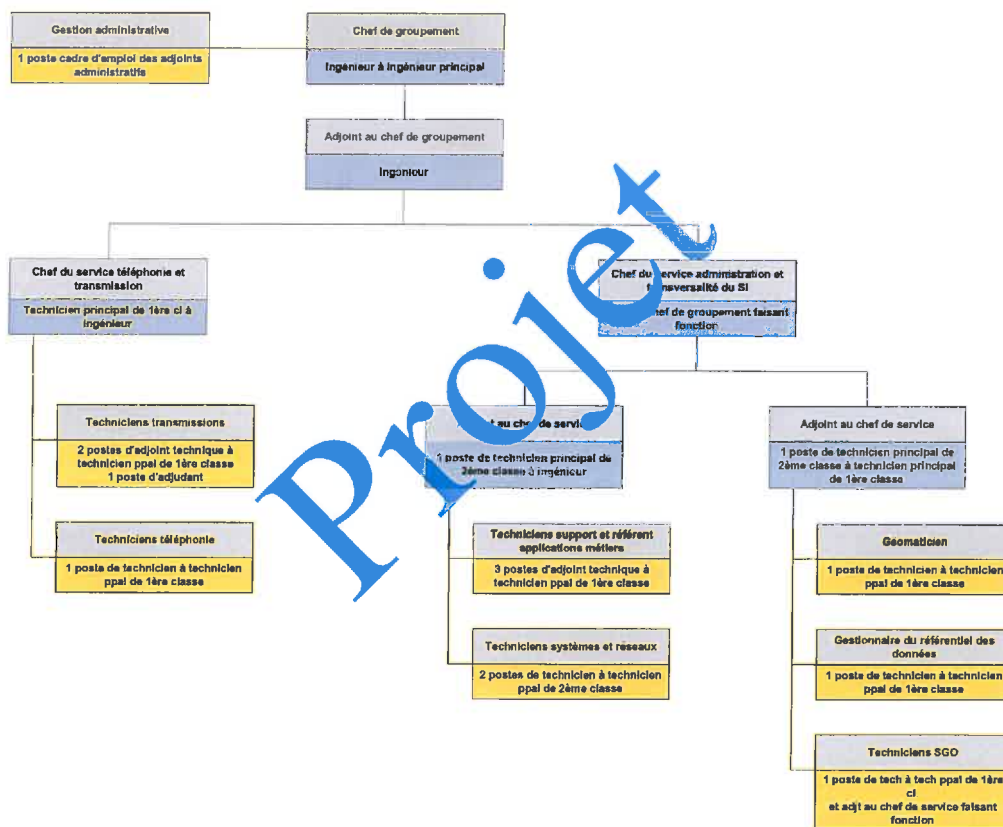 Gestion administrative
1 poste cadre d'emploi des adjoints
administratifs
Chef de groupement
Ingénieur à ingénieur principal
Adjoint au chef de groupement
Ingénieur
Projet
Chef du service téléphonie et
transmission
Technicien principal de 1ère cl à
ingénieur
Techniciens transmissions
2 postes d'adjoint technique à
technicien ppal de 1ère classe
1 poste d'adjudant
Techniciens téléphonie
1 poste de technicien à technicien
ppal de 1ère classe
Chef du service administration et
transversalité du SI
chef de groupement faisant
fonction
au chef de service
1 poste de technicien principal de
2ème classe à ingénieur
Techniciens support et référent
applications métiers
3 postes d'adjoint technique à
technicien ppal de 1ère classe
Techniciens systèmes et réseaux
2 postes de technicien à technicien
ppal de 2ème classe
Adjoint au chef de service
1 poste de technicien principal de
2ème classe à technicien principal
de 1ère classe
Géomaticien
1 poste de technicien à technicien
ppal de 1ère classe
Gestionnaire du référentiel des
données
1 poste de technicien à technicien
ppal de 1ère classe
Techniciens SGO
1 poste de tech à tech ppal de 1ère
cl
et adjt au chef de service faisant
fonction